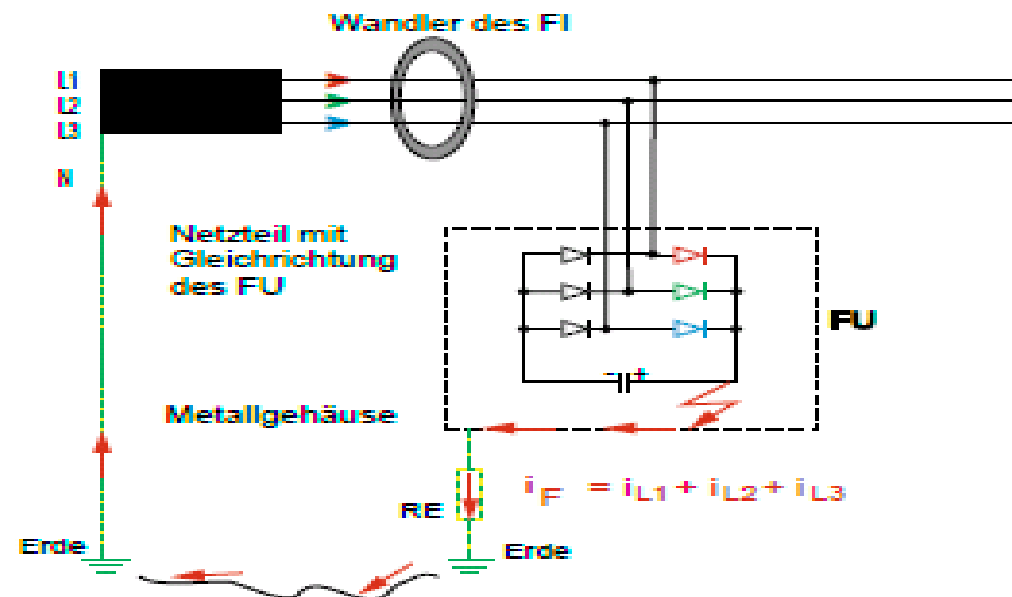 Wandler des FI
L1
L2
L3
N
Netzteil mit
Gleichrichtung
des FU
FU
- +
Metallgehäuse
iF = iL1 + iL2 + iL3
RE
Erde
Erde